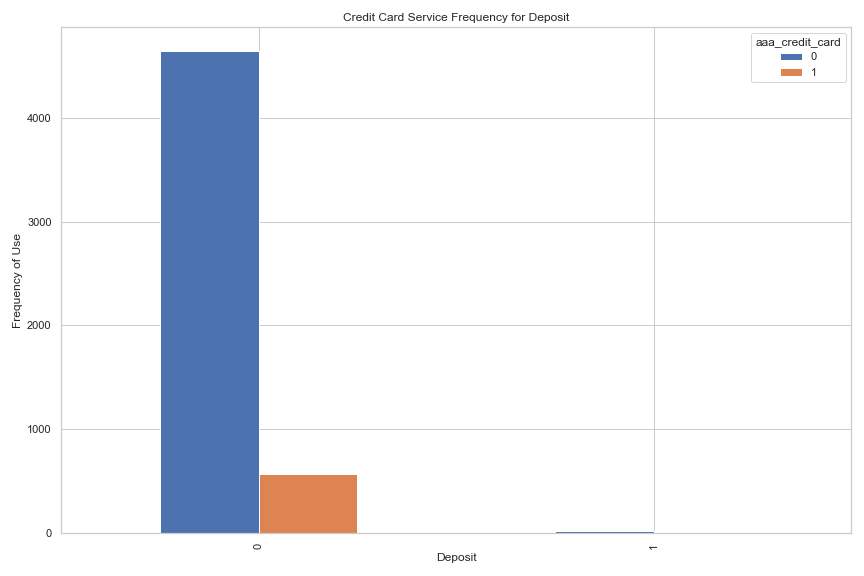 Credit Card Service Frequency for Deposit
aaa_credit_card
0
1
4000
3000
2000
1000
0
Frequency of Use
0
1
Deposit